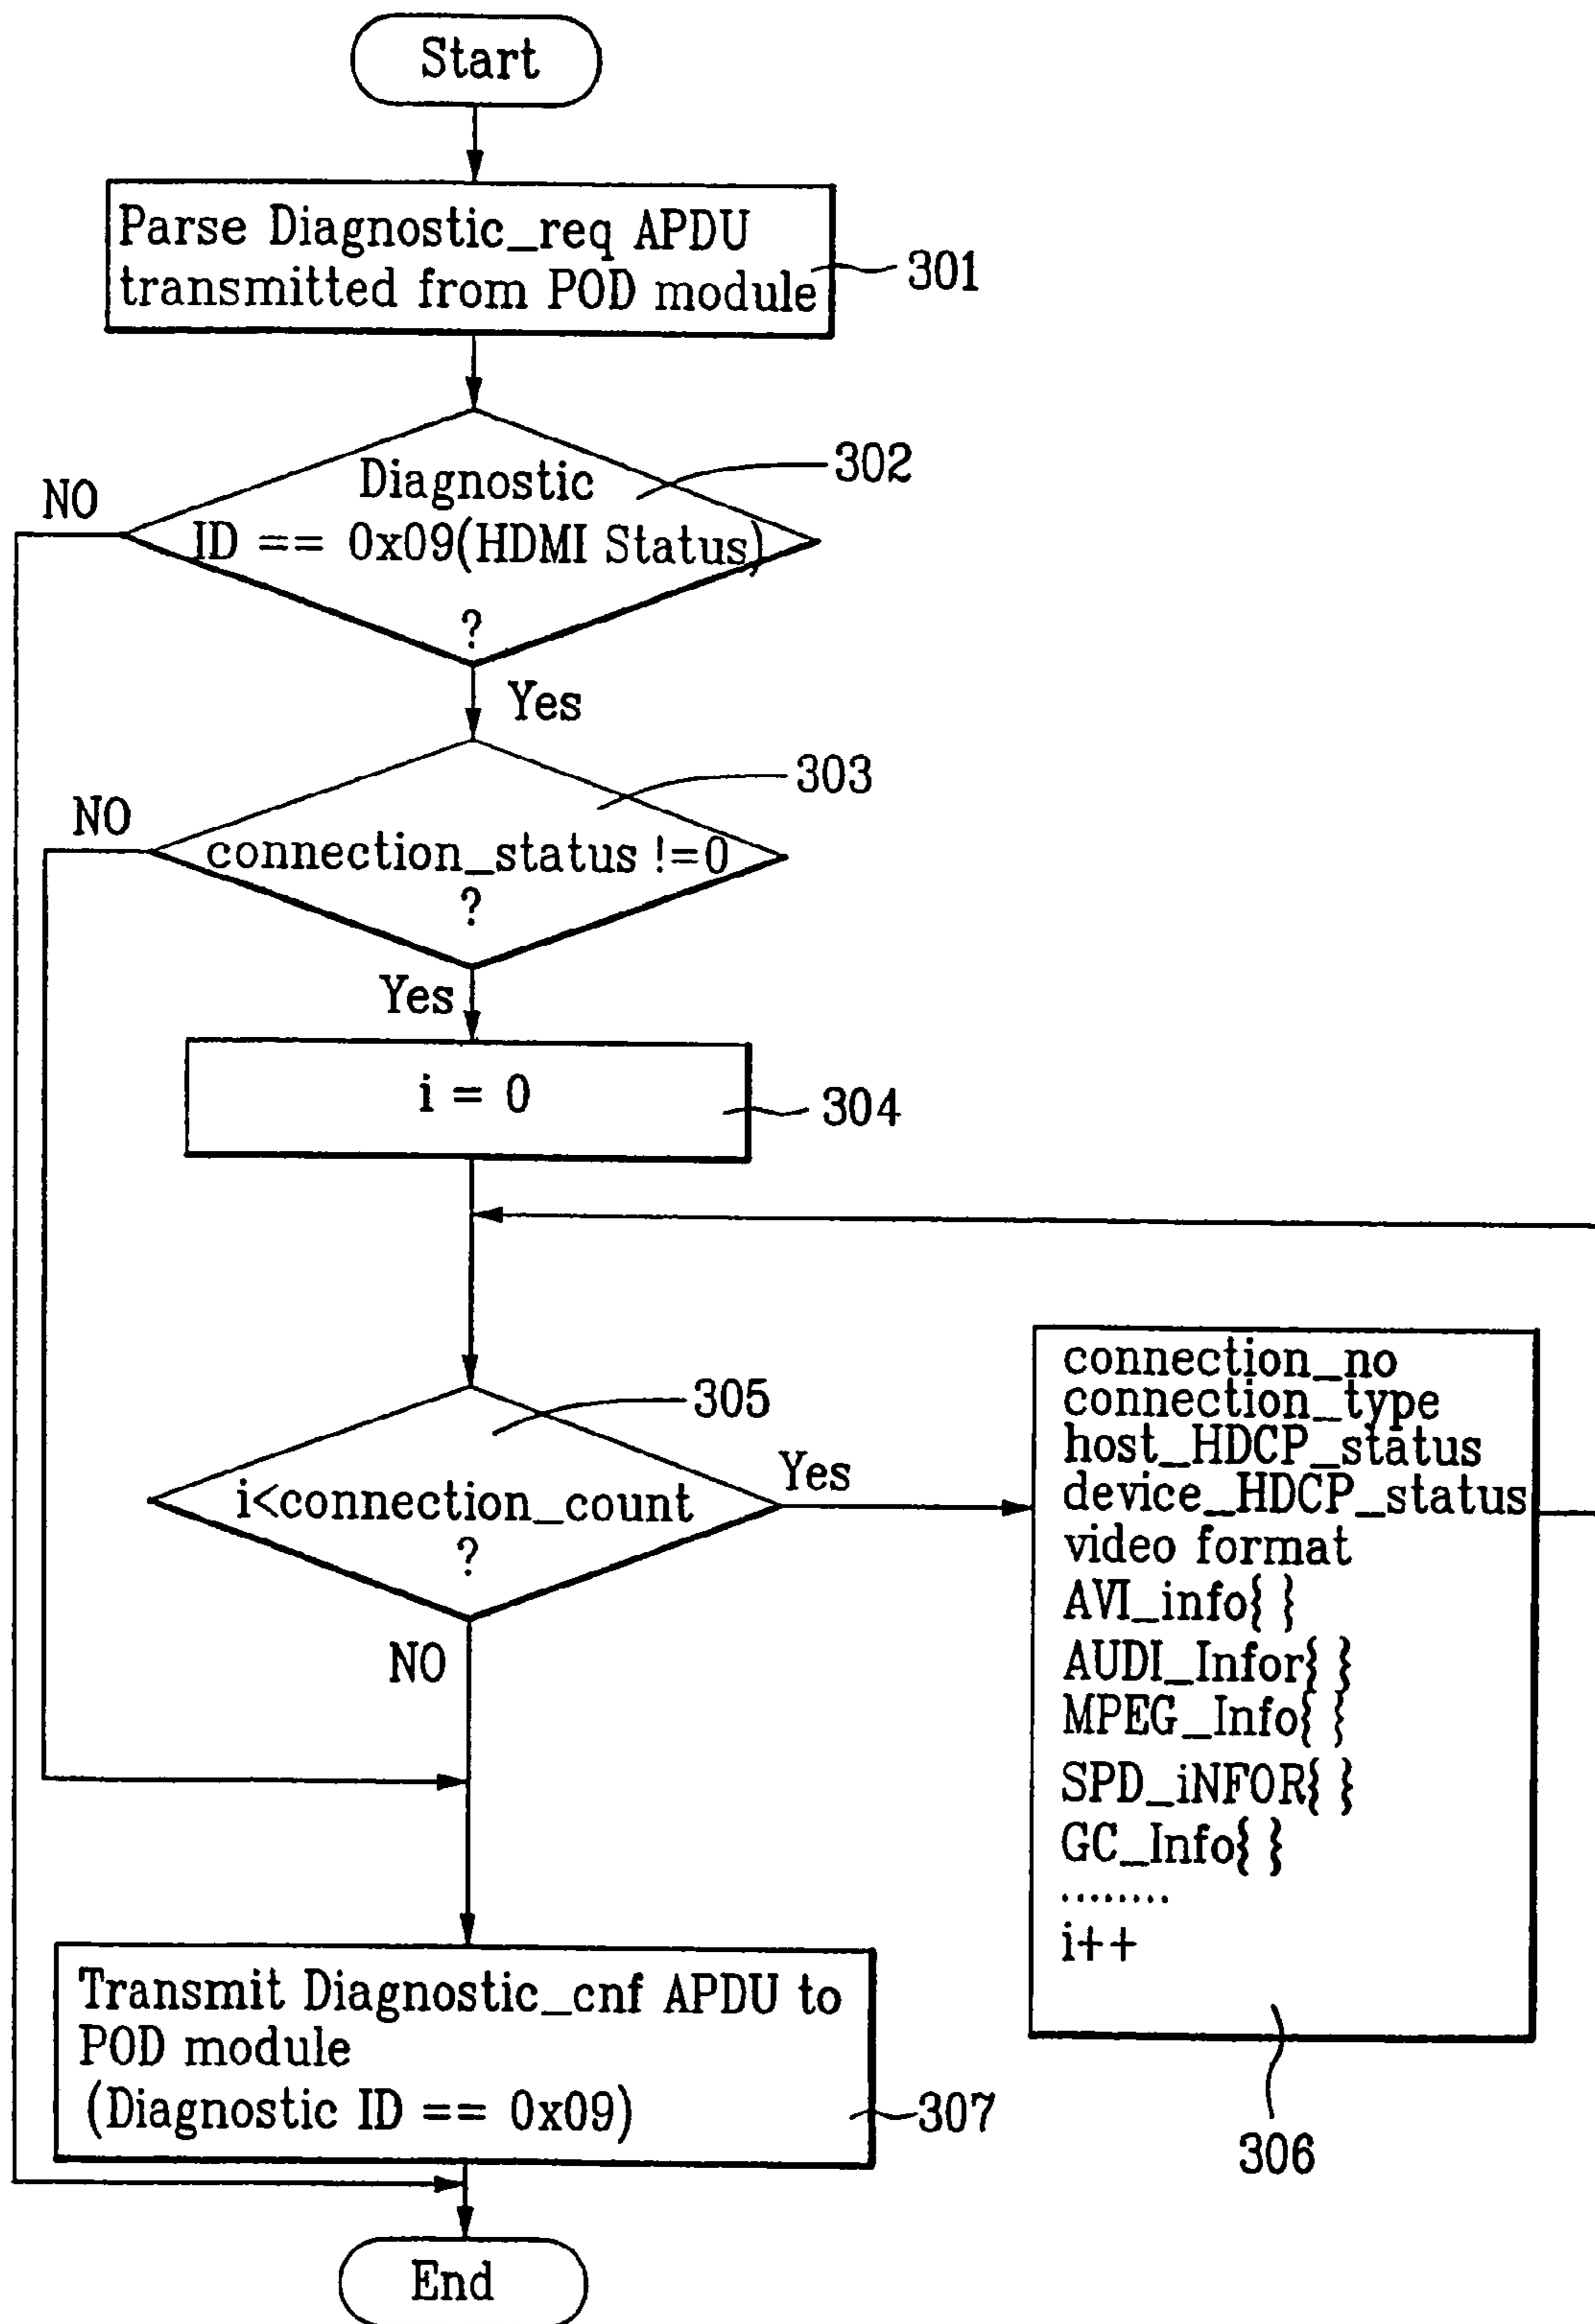 Start
Parse Diagnostic_req APDU
transmitted from POD module
301
302
NO
Diagnostic
ID == 0x09(HDMI Status)
?
Yes
303
NO
connection_status !=0
?
Yes
i = 0
304
305
i<connection_count
?
Yes
NO
connection_no
connection_type
host_HDCP_status
device_HDCP_status
video format
AVI_info{ }
AUDI_Infor{ }
MPEG_Info{ }
SPD_iNFOR{ }
GC_Info{ }
........
i++
306
Transmit Diagnostic_cnf APDU to
POD module
(Diagnostic ID == 0x09)
307
End